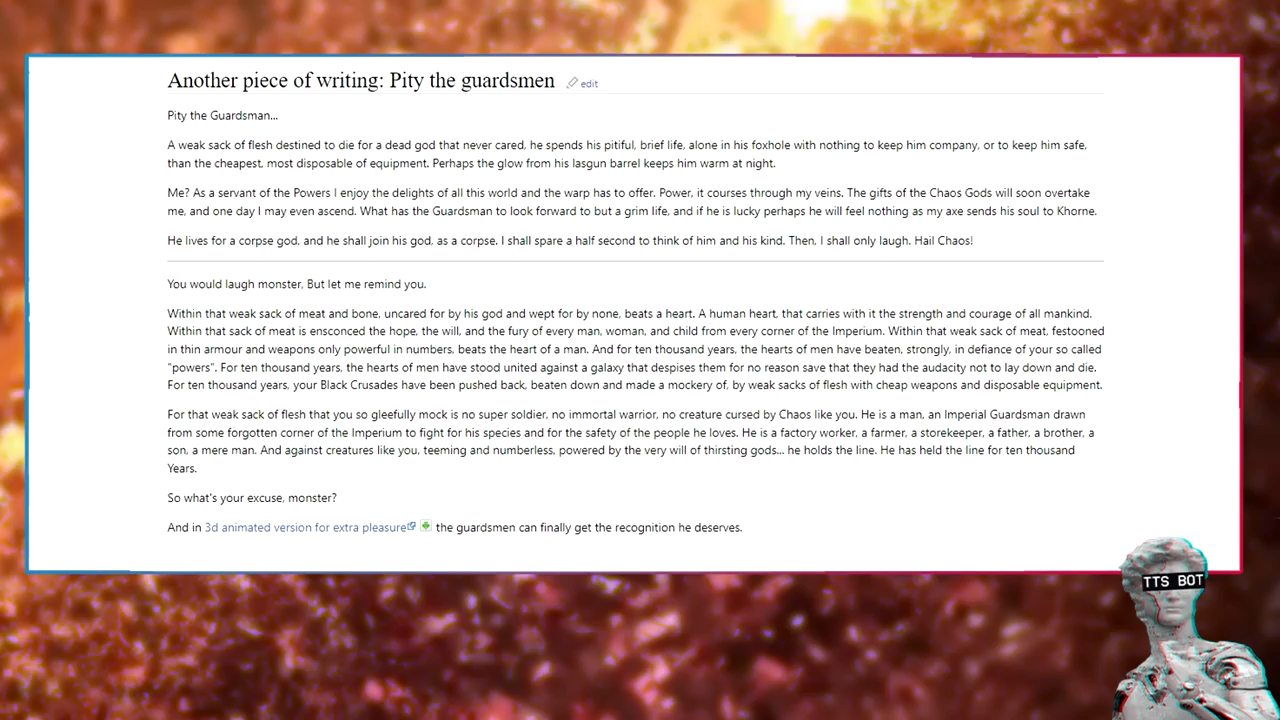 Another piece of writing: Pity the guardsmen edit
Pity the Guardsman...
A weak sack of flesh destined to die for a dead god that never cared, he spends his pitiful, brief life, alone in his foxhole with nothing to keep him company, or to keep him safe,
than the cheapest, most disposable of equipment. Perhaps the glow from his lasgun barrel keeps him warm at night.
Me? As a servant of the Powers I enjoy the delights of all this world and the warp has to offer. Power, it courses through my veins. The gifts of the Chaos Gods will soon overtake
me, and one day I may even ascend. What has the Guardsman to look forward to but a grim life, and if he is lucky perhaps he will feel nothing as my axe sends his soul to Khorne.
He lives for a corpse god, and he shall join his god, as a corpse. I shall spare a half second to think of him and his kind. Then, I shall only laugh. Hail Chaos!
You would laugh monster, But let me remind you.
Within that weak sack of meat and bone, uncared for by his god and wept for by none, beats a heart. A human heart, that carries with it the strength and courage of all mankind.
Within that sack of meat is ensconced the hope, the will, and the fury of every man, woman, and child from every corner of the Imperium. Within that weak sack of meat, festooned
in thin armour and weapons only powerful in numbers, beats the heart of a man. And for ten thousand years, the hearts of men have beaten, strongly, in defiance of your so called
"powers". For ten thousand years, the hearts of men have stood united against a galaxy that despises them for no reason save that they had the audacity not to lay down and die.
For ten thousand years, your Black Crusades have been pushed back, beaten down and made a mockery of, by weak sacks of flesh with cheap weapons and disposable equipment.
For that weak sack of flesh that you so gleefully mock is no super soldier, no immortal warrior, no creature cursed by Chaos like you. He is a man, an Imperial Guardsman drawn
from some forgotten corner of the Imperium to fight for his species and for the safety of the people he loves. He is a factory worker, a farmer, a storekeeper, a father, a brother, a
son, a mere man. And against creatures like you, teeming and numberless, powered by the very will of thirsting gods... he holds the line. He has held the line for ten thousand
Years.
So what's your excuse, monster?
And in 3d animated version for extra pleasure the guardsmen can finally get the recognition he deserves.
TTS BOT